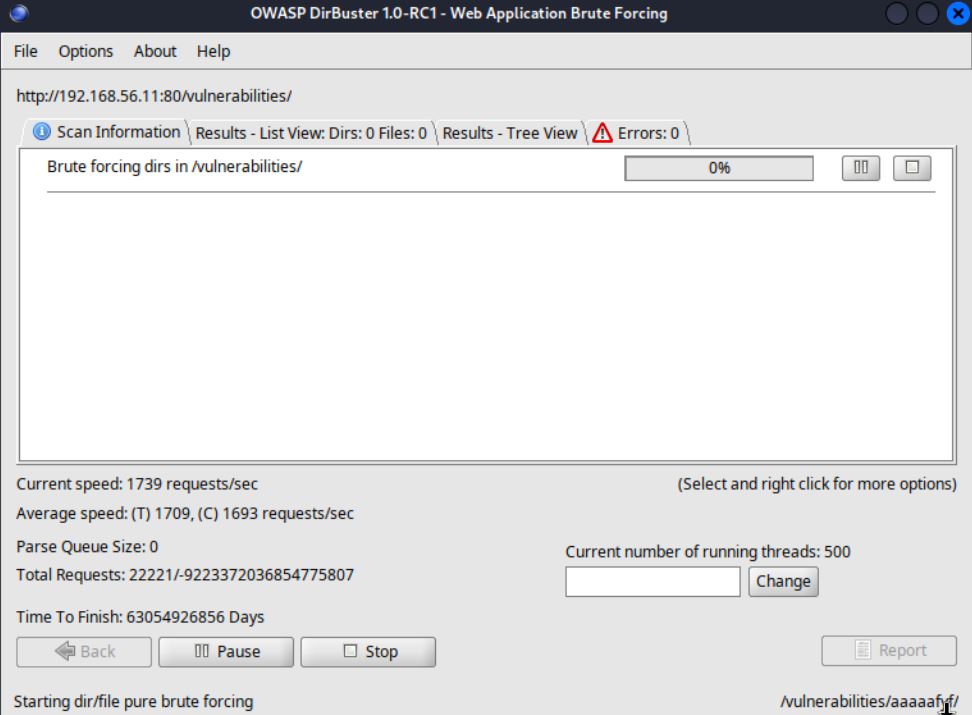 OWASP DirBuster 1.0-RC1 - Web Application Brute Forcing
File Options About Help
http://192.168.56.11:80/vulnerabilities/
Scan Information Results - List View: Dirs: 0 Files: 0 Results - Tree View Errors: 0
Brute forcing dirs in /vulnerabilities/ 0%
Current speed: 1739 requests/sec (Select and right click for more options)
Average speed: (T) 1709, (C) 1693 requests/sec
Parse Queue Size: 0
Current number of running threads: 500
Total Requests: 22221/-9223372036854775807
Change
Time To Finish: 63054926856 Days
Back Pause Stop Report
Starting dir/file pure brute forcing